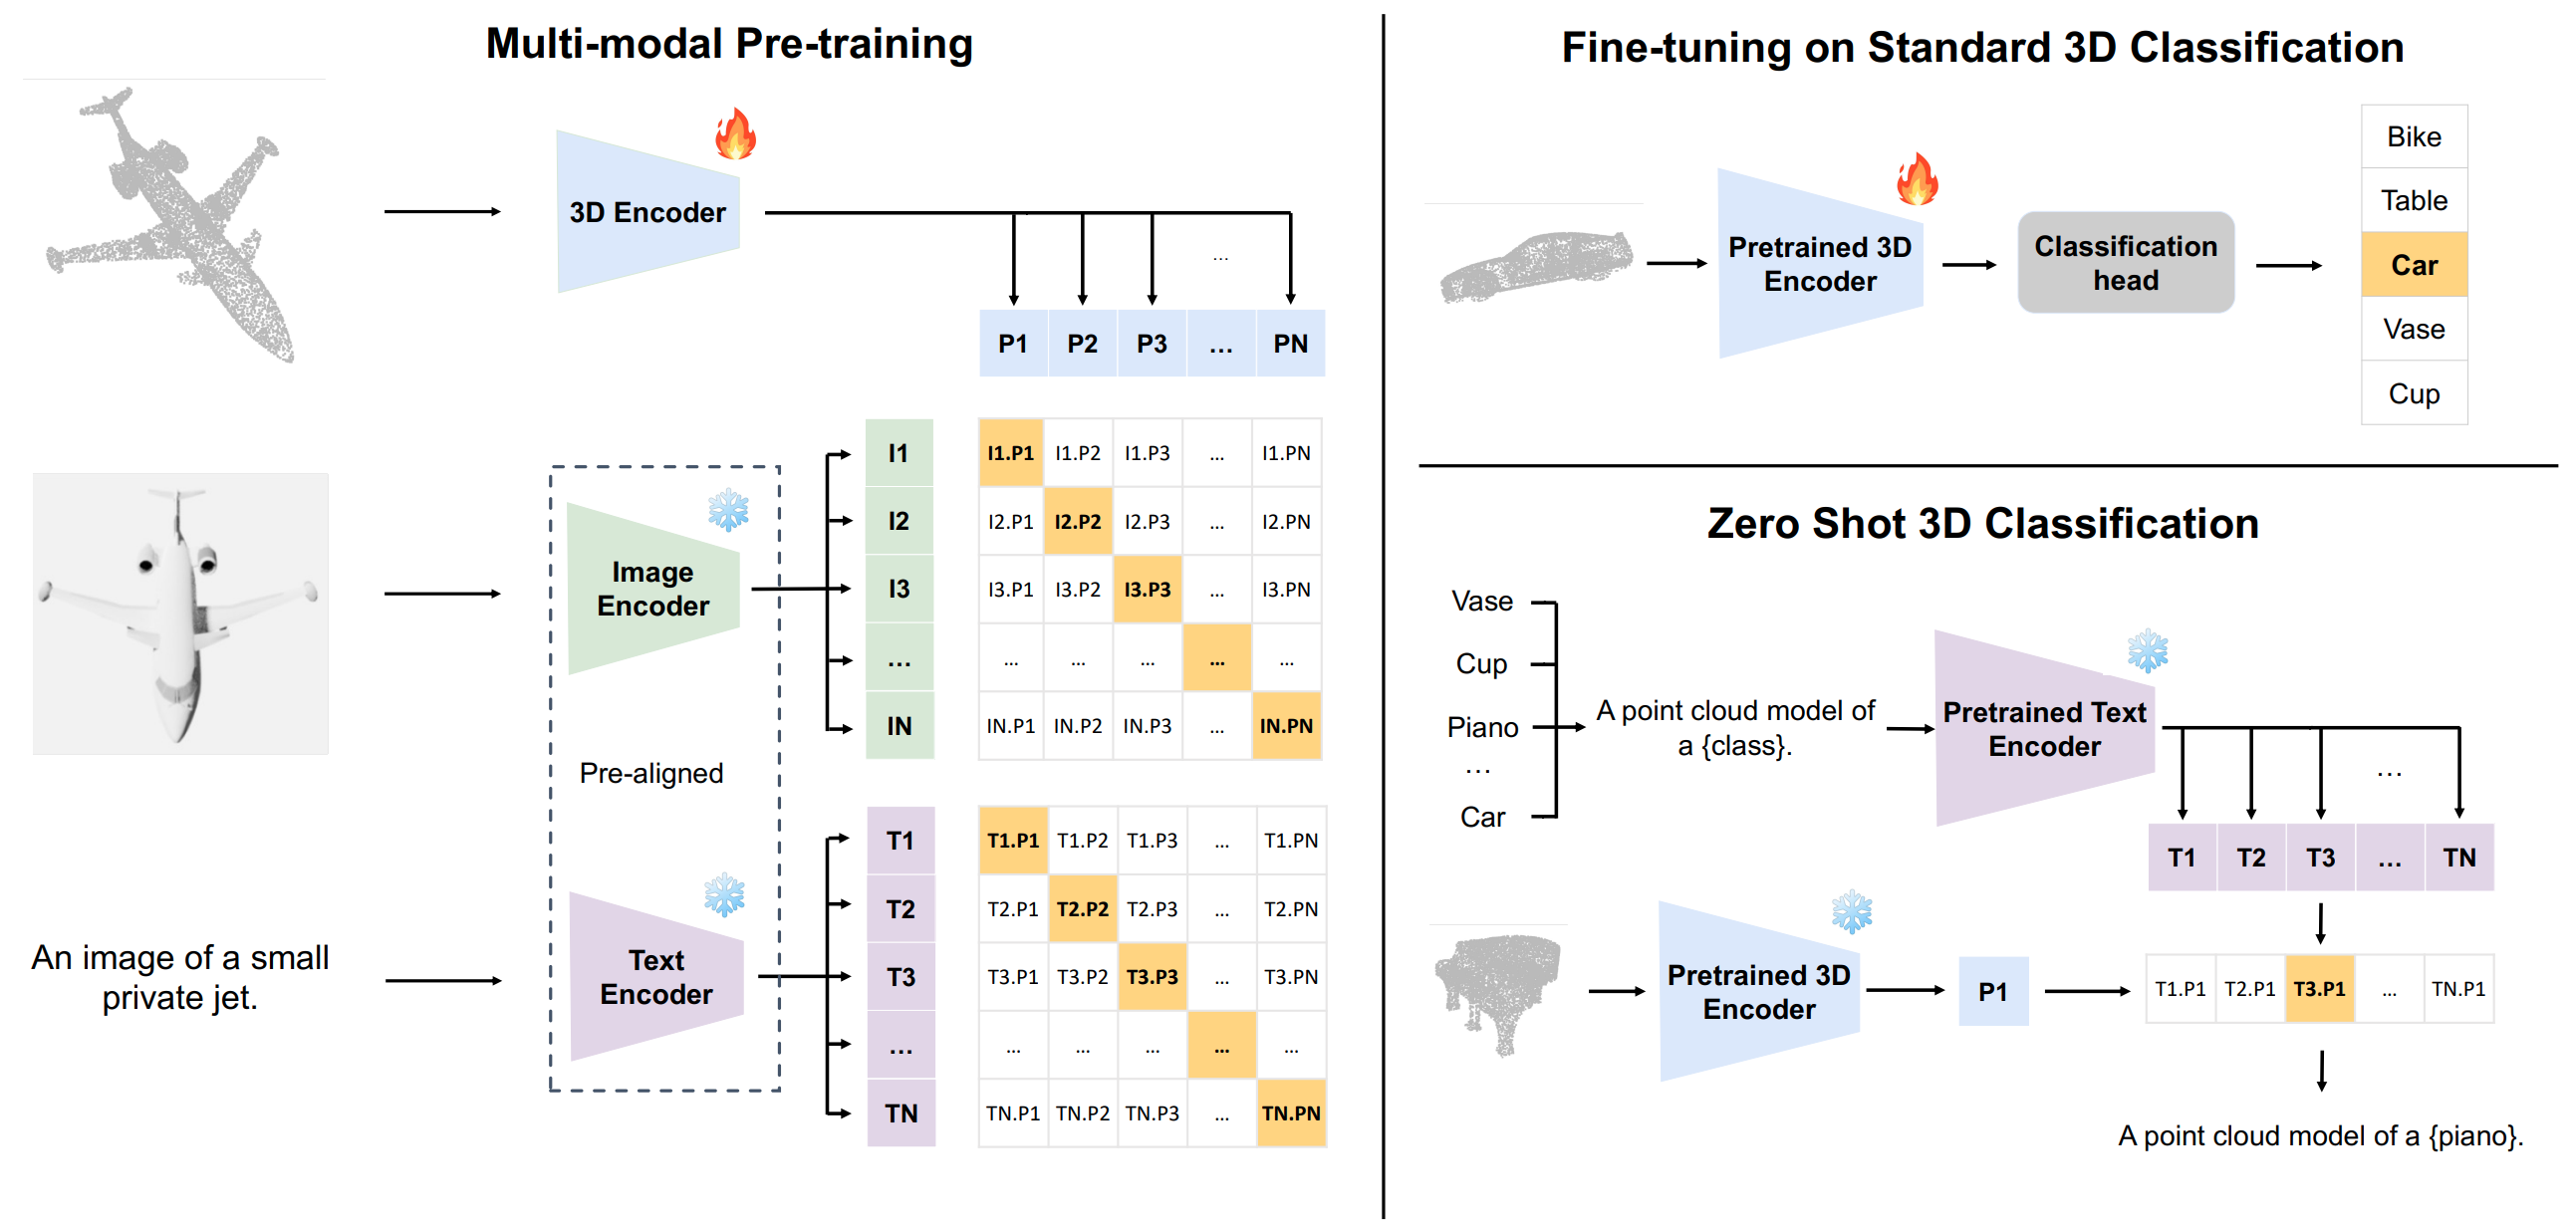 Multi-modal Pre-training
3D Encoder
...
P1 P2 P3 ... PN
Image
Encoder
Pre-aligned
Text
Encoder
An image of a small
private jet.
I1
I2
I3
...
IN
I1.P1 I1.P2 I1.P3 ... I1.PN
I2.P1 I2.P2 I2.P3 ... I2.PN
I3.P1 I3.P2 I3.P3 ... I3.PN
... ... ... ... ...
IN.P1 IN.P2 IN.P3 ... IN.PN
T1
T2
T3
...
TN
T1.P1 T1.P2 T1.P3 ... T1.PN
T2.P1 T2.P2 T2.P3 ... T2.PN
T3.P1 T3.P2 T3.P3 ... T3.PN
... ... ... ... ...
TN.P1 TN.P2 TN.P3 ... TN.PN
Fine-tuning on Standard 3D Classification
Pretrained 3D
Encoder
Classification
head
Bike
Table
Car
Vase
Cup
Zero Shot 3D Classification
Vase
Cup
Piano
...
Car
A point cloud model of
a {class}.
Pretrained Text
Encoder
...
T1 T2 T3 ... TN
Pretrained 3D
Encoder
P1
T1.P1 T2.P1 T3.P1 ... TN.P1
A point cloud model of a {piano}.